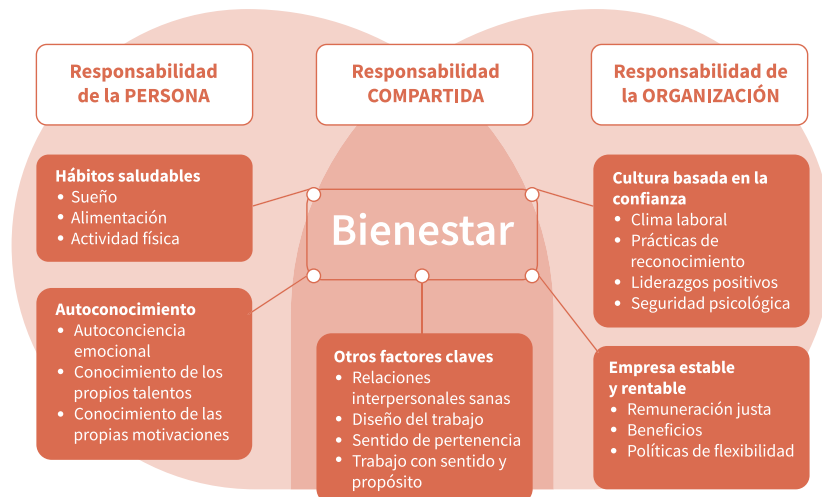 Responsabilidad
de la PERSONA
Responsabilidad
COMPARTIDA
Responsabilidad de
la ORGANIZACIÓN
Hábitos saludables
• Sueño
• Alimentación
• Actividad física
Autoconocimiento
• Autoconciencia
emocional
• Conocimiento de los
propios talentos
• Conocimiento de las
propias motivaciones
Bienestar
Otros factores claves
• Relaciones
interpersonales sanas
• Diseño del trabajo
• Sentido de pertenencia
• Trabajo con sentido y
propósito
Cultura basada en la
confianza
• Clima laboral
• Prácticas de
reconocimiento
• Liderazgos positivos
• Seguridad psicológica
Empresa estable
y rentable
• Remuneración justa
• Beneficios
• Políticas de flexibilidad